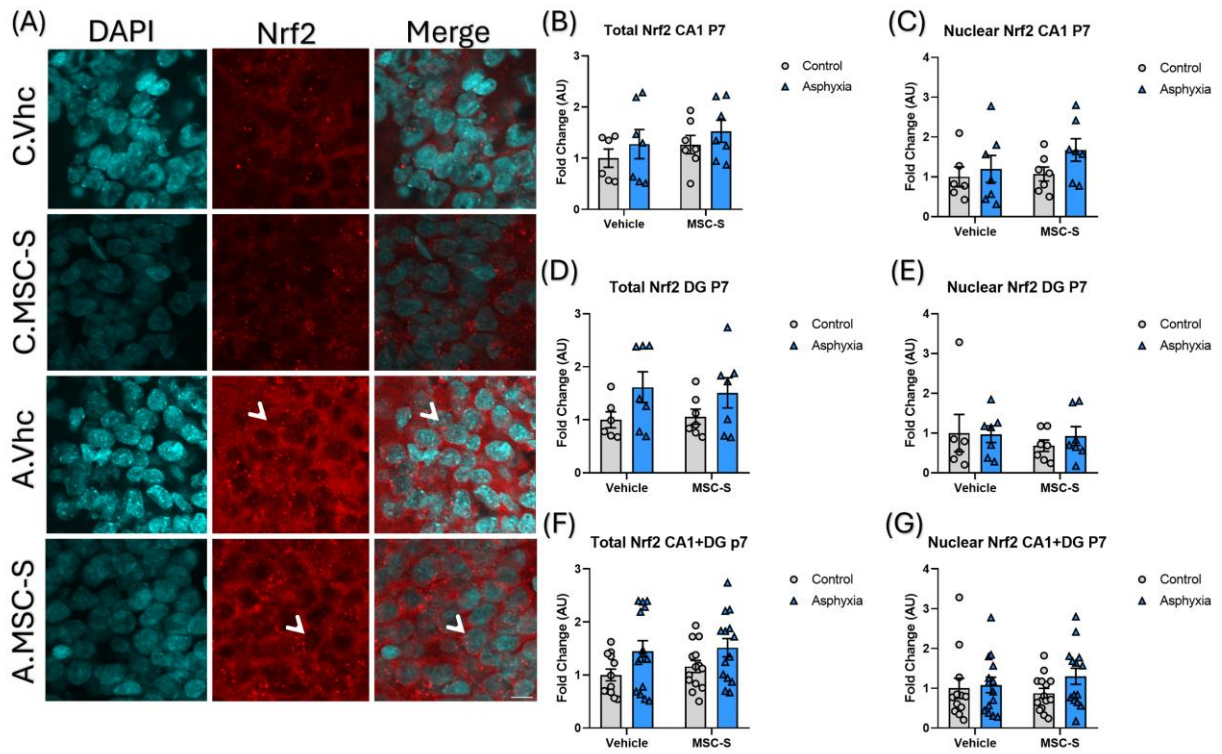 (A)
DAPI
Nrf2
Merge
C.Vhc
C.MSC-S
A.Vhc
A.MSC-S
(B)
Total Nrf2 CA1 P7
Fold Change (AU)
3
2
1
0
Vehicle
MSC-S
Control
Asphyxia
(C)
Nuclear Nrf2 CA1 P7
Fold Change (AU)
4
3
2
1
0
Vehicle
MSC-S
Control
Asphyxia
(D)
Total Nrf2 DG P7
Fold Change (AU)
3
2
1
0
Vehicle
MSC-S
Control
Asphyxia
(E)
Nuclear Nrf2 DG P7
Fold Change (AU)
4
3
2
1
0
Vehicle
MSC-S
Control
Asphyxia
(F)
Total Nrf2 CA1+DG p7
Fold Change (AU)
3
2
1
0
Vehicle
MSC-S
Control
Asphyxia
(G)
Nuclear Nrf2 CA1+DG P7
Fold Change (AU)
4
3
2
1
0
Vehicle
MSC-S
Control
Asphyxia